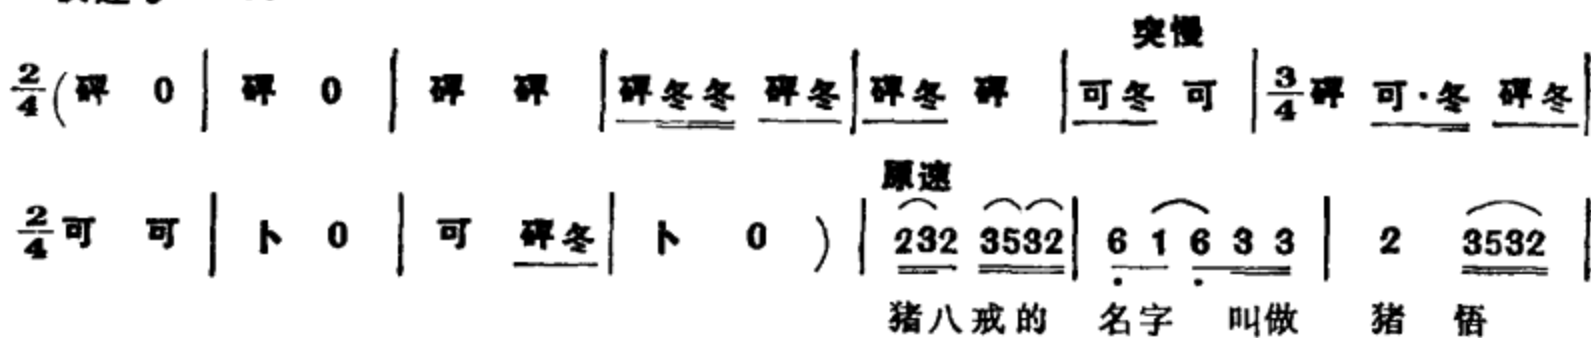 突慢
2/4 (砰 0 | 砰 0 | 砰 砰 | 砰冬冬 砰冬 | 砰冬 砰 | 可冬 可 | 3/4 砰 可·冬 砰冬 |
原速
2/4 可 可 | 卜 0 | 可 砰冬 | 卜 0 ) | 232 3532 | 6 1 6 3 3 | 2 3532 |
猪八戒的 名字 叫做 猪 悟